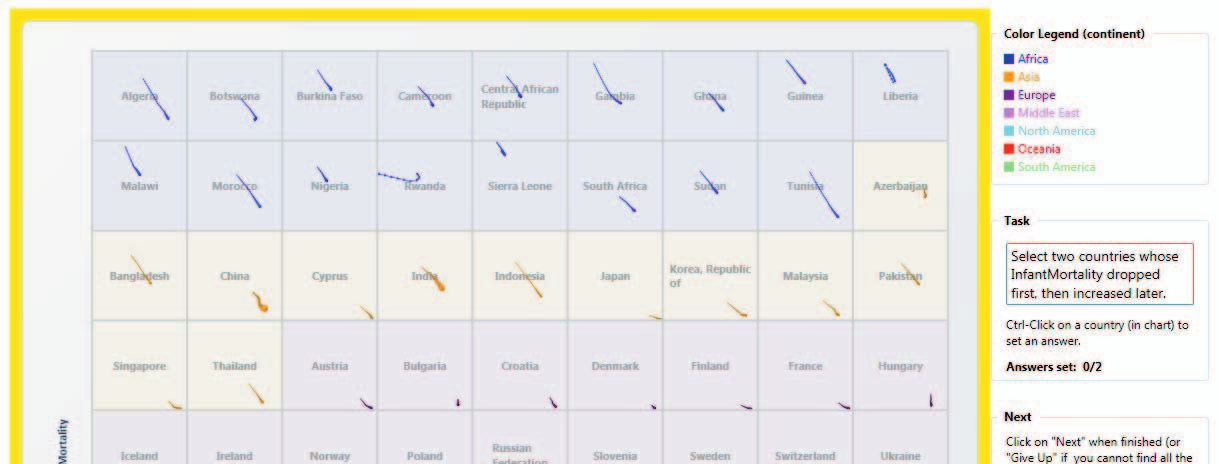 Color Legend (continent)
Africa
Asia
Europe
Middle East
North America
Oceania
South America
Algeria Botswana Burkina Faso Cameroon Central African Republic Gambia Ghana Guinea Liberia
Malawi Morocco Nigeria Rwanda Sierra Leone South Africa Sudan Tunisia Azerbaijan
Bangladesh China Cyprus India Indonesia Japan Korea, Republic of Malaysia Pakistan
Singapore Thailand Austria Bulgaria Croatia Denmark Finland France Hungary
Iceland Ireland Norway Poland Russian Federation Slovenia Sweden Switzerland Ukraine
Mortality
Task
Select two countries whose
InfantMortality dropped
first, then increased later.
Ctrl-Click on a country (in chart) to
set an answer.
Answers set: 0/2
Next
Click on "Next" when finished (or
"Give Up" if you cannot find all the